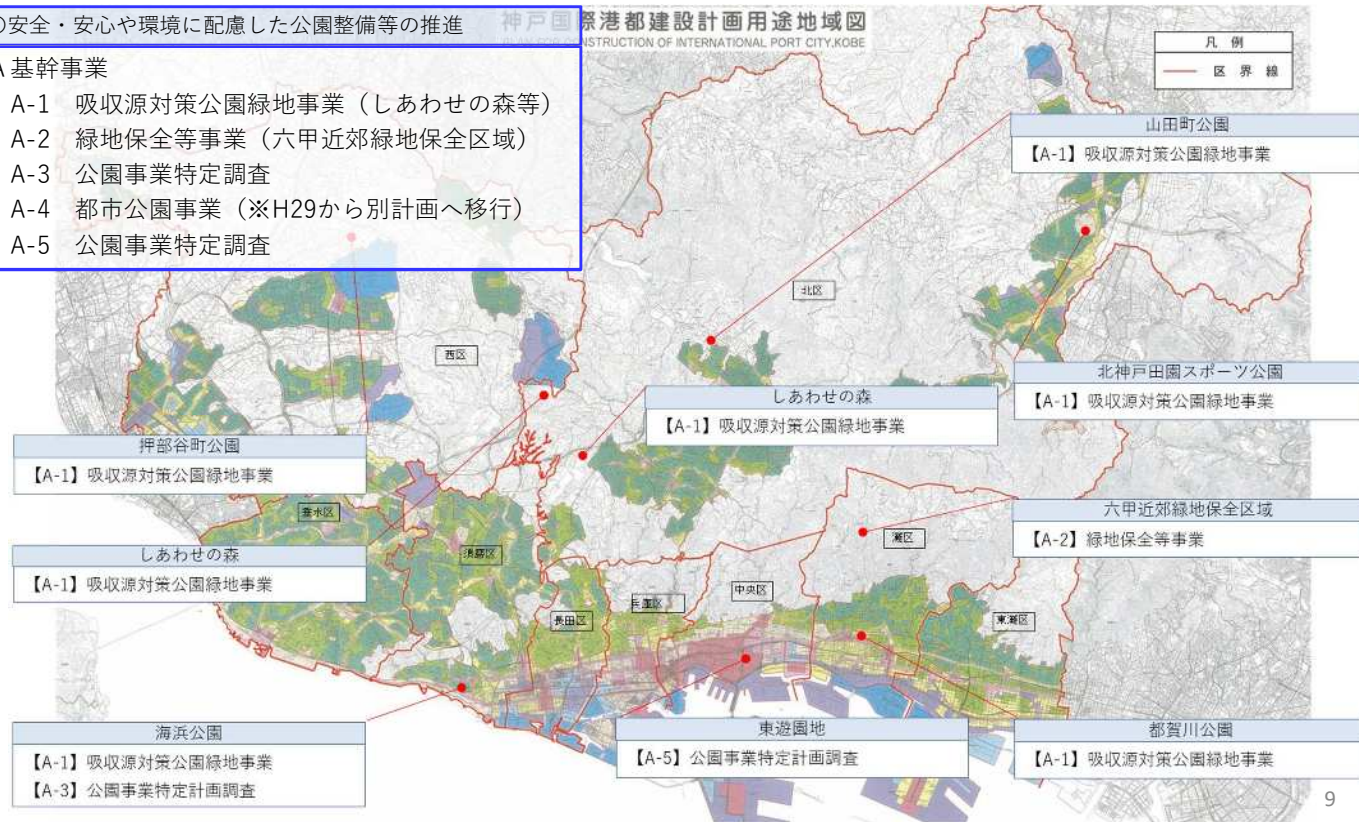 の安全・安心や環境に配慮した公園整備等の推進
A 基幹事業
A-1 吸収源対策公園緑地事業（しあわせの森等）
A-2 緑地保全等事業（六甲近郊緑地保全区域）
A-3 公園事業特定調査
A-4 都市公園事業（※H29から別計画へ移行）
A-5 公園事業特定調査
神戸国際港都建設計画用途地域図
PLAN FOR CONSTRUCTION OF INTERNATIONAL PORT CITY,KOBE
凡 例
区 界 線
山田町公園
【A-1】吸収源対策公園緑地事業
北区
西区
北神戸田園スポーツ公園
【A-1】吸収源対策公園緑地事業
しあわせの森
【A-1】吸収源対策公園緑地事業
押部谷町公園
【A-1】吸収源対策公園緑地事業
垂水区
須磨区
六甲近郊緑地保全区域
【A-2】緑地保全等事業
灘区
しあわせの森
【A-1】吸収源対策公園緑地事業
長田区
兵庫区
中央区
東灘区
海浜公園
【A-1】吸収源対策公園緑地事業
【A-3】公園事業特定計画調査
東遊園地
【A-5】公園事業特定計画調査
都賀川公園
【A-1】吸収源対策公園緑地事業
9